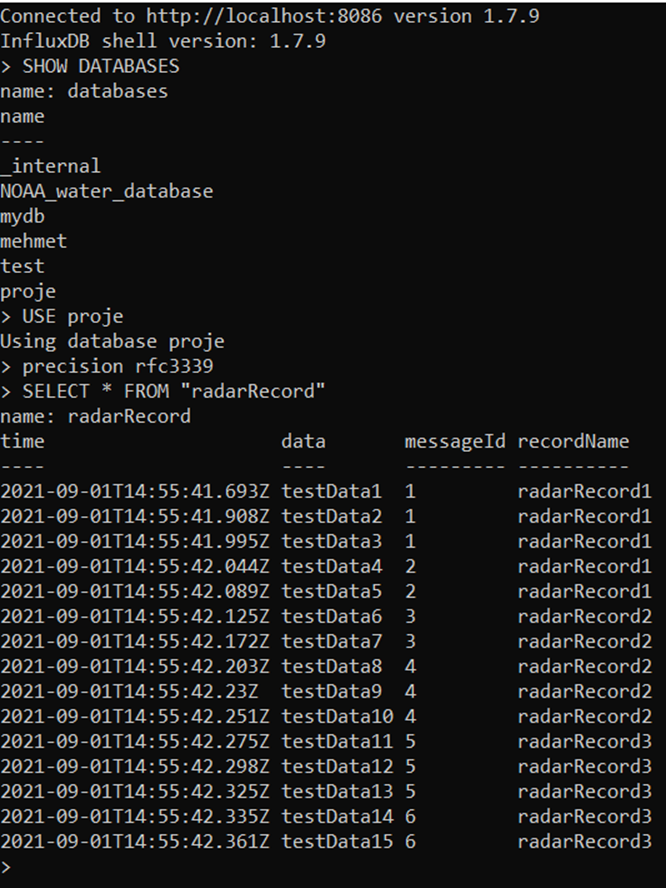 Connected to http://localhost:8086 version 1.7.9
InfluxDB shell version: 1.7.9
> SHOW DATABASES
name: databases
name
----
_internal
NOAA_water_database
mydb
mehmet
test
proje
> USE proje
Using database proje
> precision rfc3339
> SELECT * FROM "radarRecord"
name: radarRecord
time                     data       messageId recordName
----                     ----       --------- ----------
2021-09-01T14:55:41.693Z testData1  1         radarRecord1
2021-09-01T14:55:41.908Z testData2  1         radarRecord1
2021-09-01T14:55:41.995Z testData3  1         radarRecord1
2021-09-01T14:55:42.044Z testData4  2         radarRecord1
2021-09-01T14:55:42.089Z testData5  2         radarRecord1
2021-09-01T14:55:42.125Z testData6  3         radarRecord2
2021-09-01T14:55:42.172Z testData7  3         radarRecord2
2021-09-01T14:55:42.203Z testData8  4         radarRecord2
2021-09-01T14:55:42.23Z  testData9  4         radarRecord2
2021-09-01T14:55:42.251Z testData10 4         radarRecord2
2021-09-01T14:55:42.275Z testData11 5         radarRecord3
2021-09-01T14:55:42.298Z testData12 5         radarRecord3
2021-09-01T14:55:42.325Z testData13 5         radarRecord3
2021-09-01T14:55:42.335Z testData14 6         radarRecord3
2021-09-01T14:55:42.361Z testData15 6         radarRecord3
>